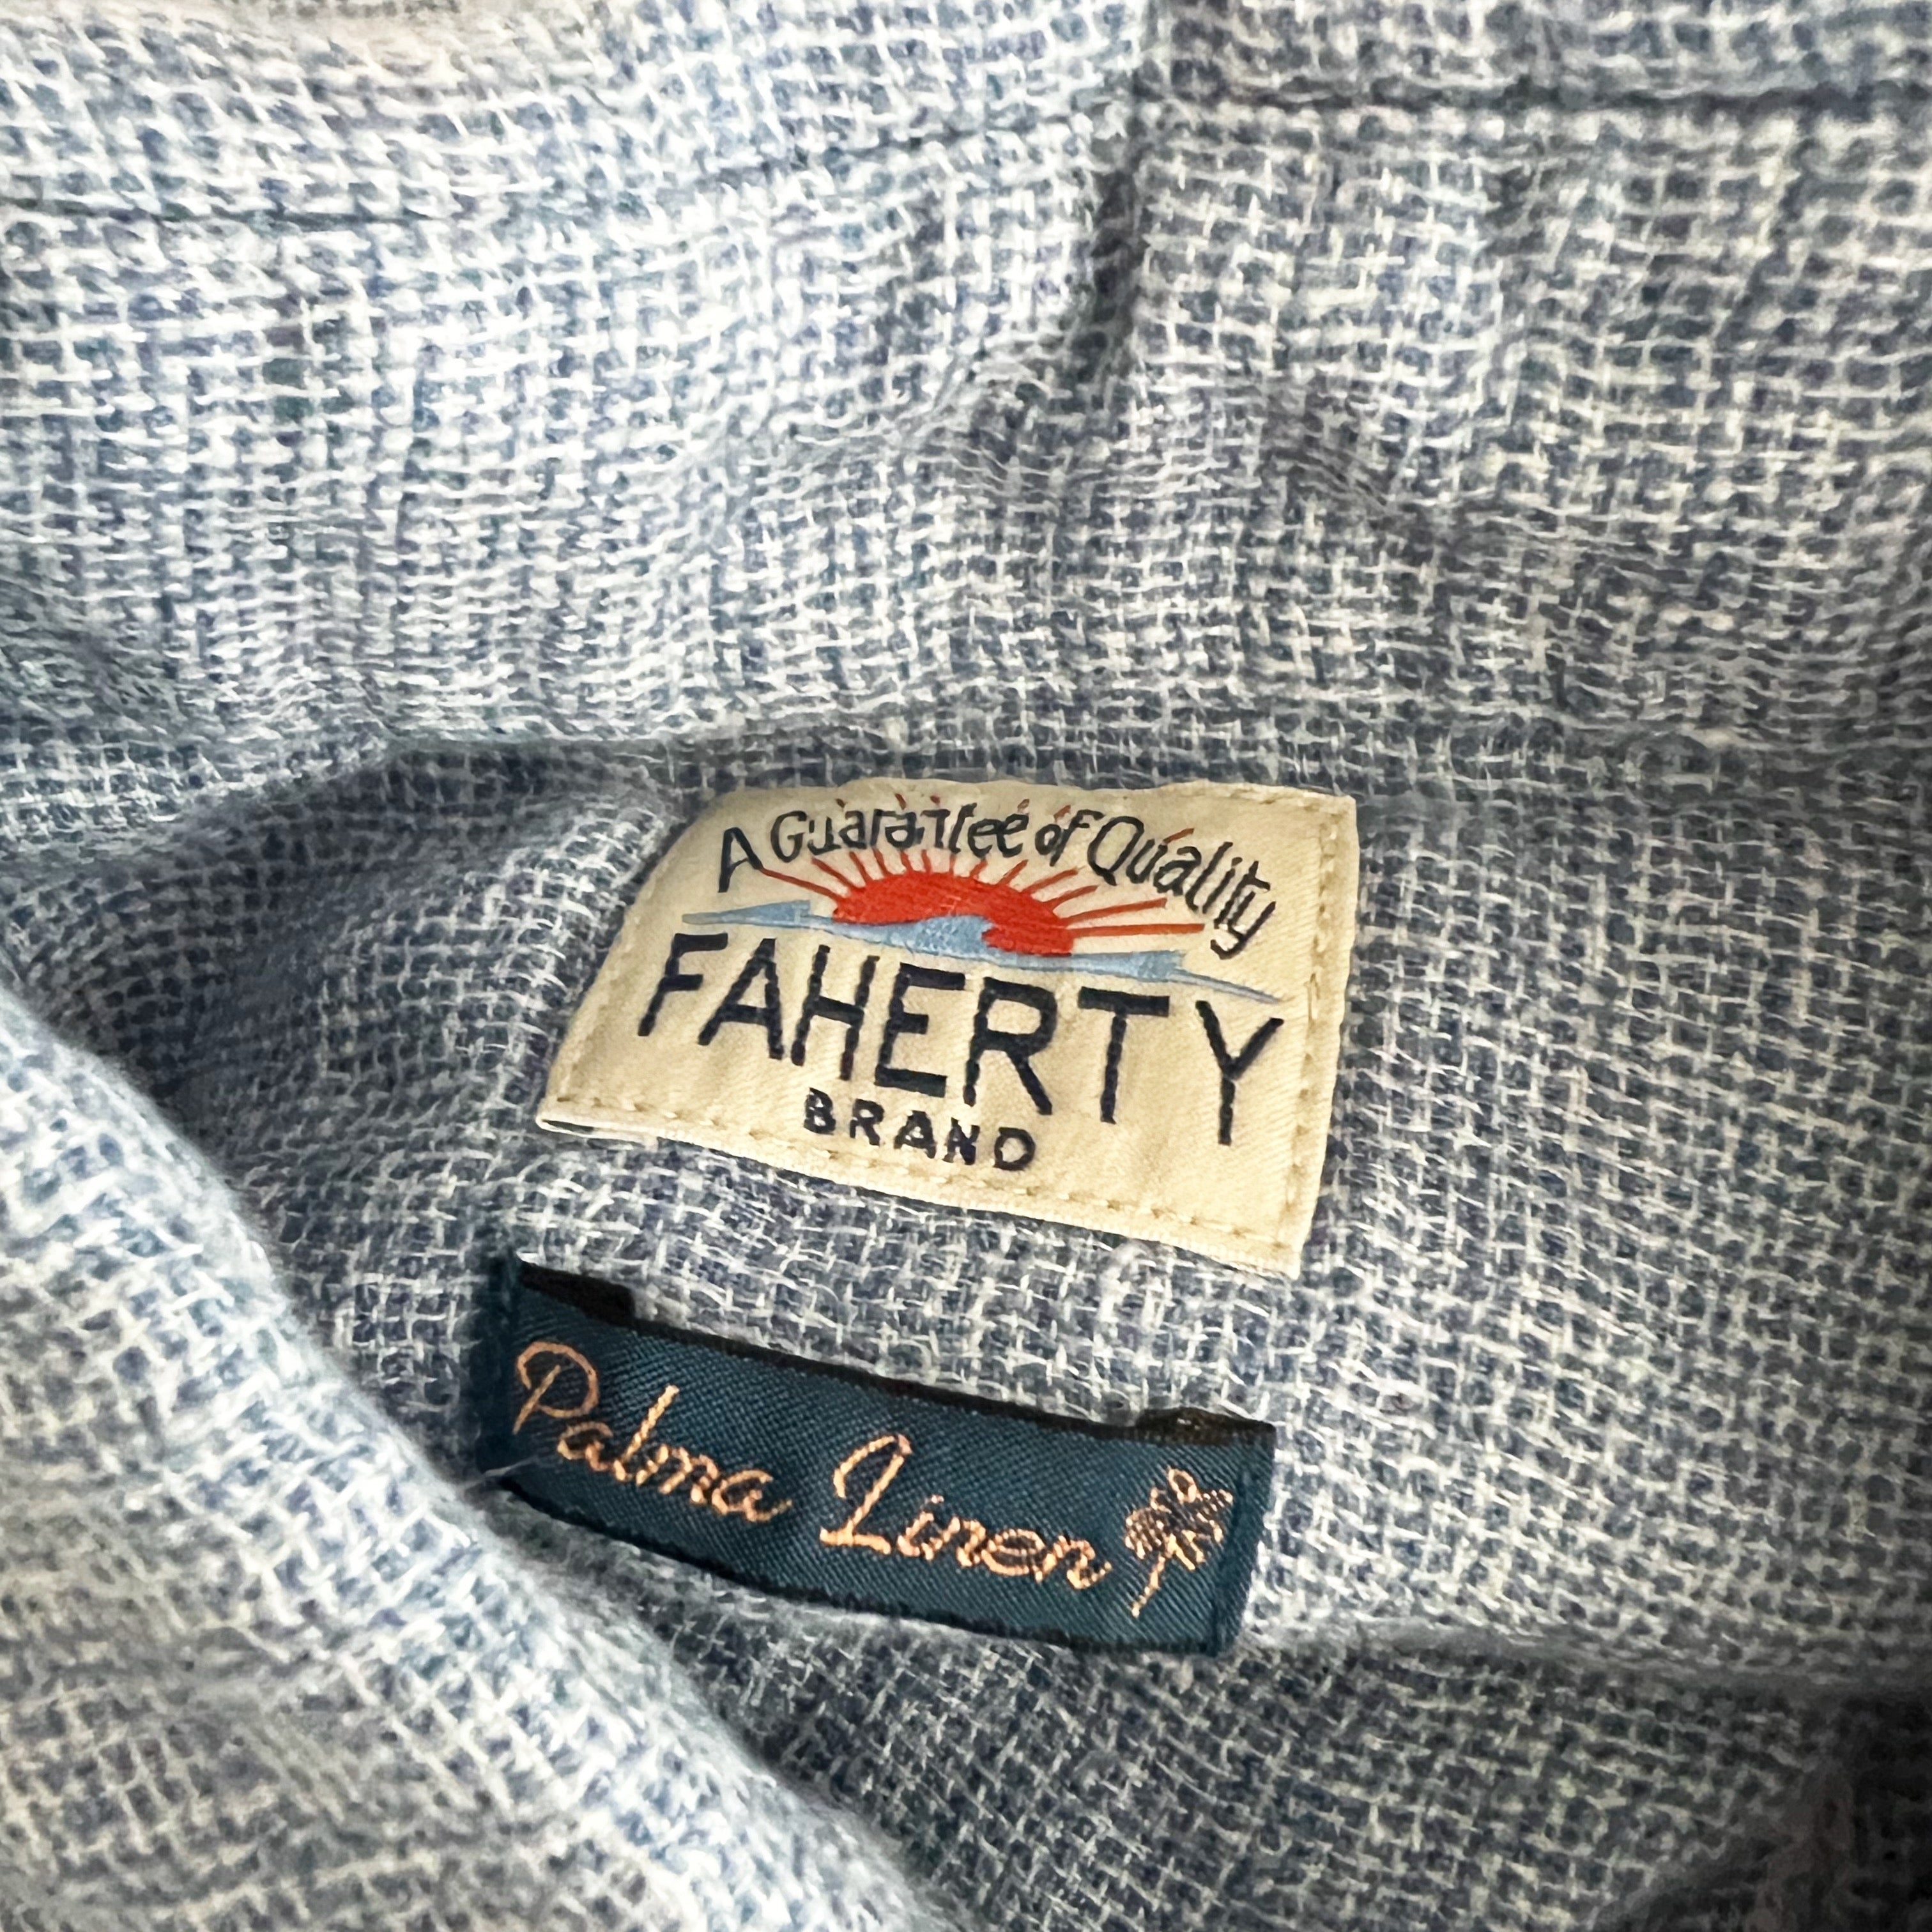 A Guarantee of Quality
FAHERTY
BRAND
Palma Linen